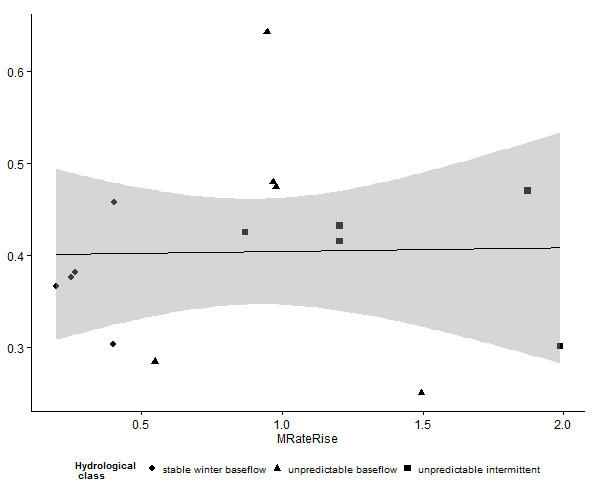 0.6
0.5
0.4
0.3
0.5 1.0 1.5 2.0
MRateRise
Hydrological
class
stable winter baseflow unpredictable baseflow unpredictable intermittent